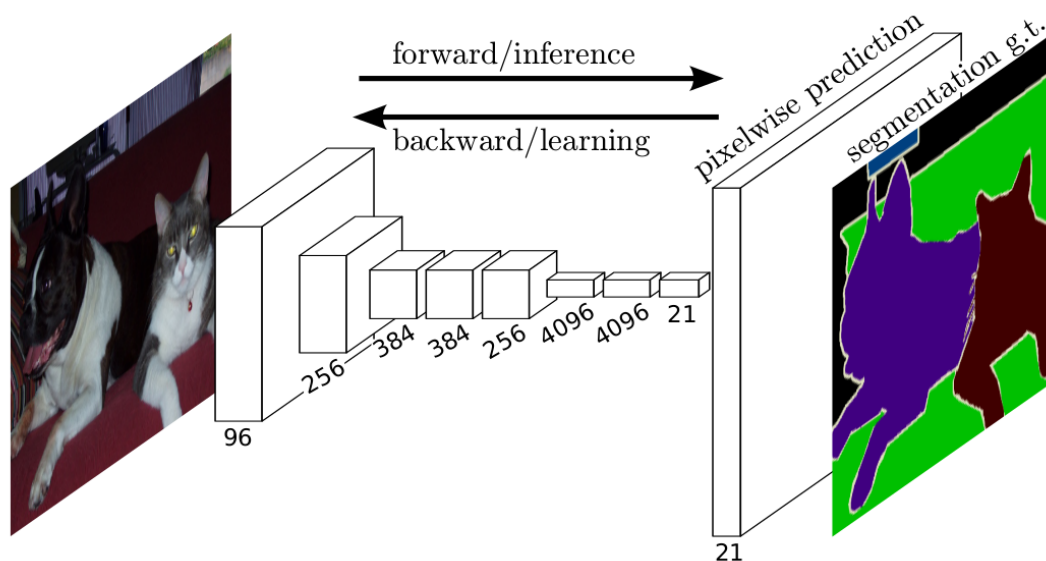 forward/inference
backward/learning
pixelwise prediction
segmentation g.t.
96
256
384
384
256
4096
4096
21
21